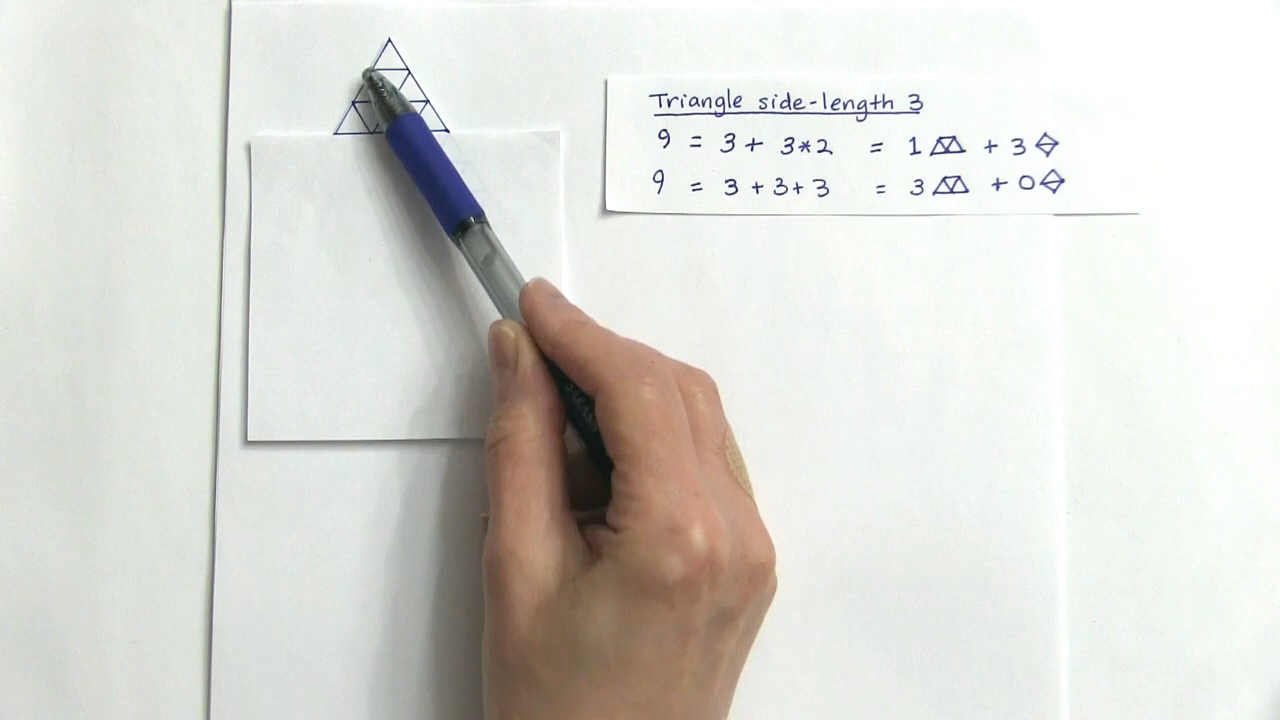 Triangle side-length 3
9 = 3 + 3*2 = 1 + 3
9 = 3 + 3 + 3 = 3 + 0